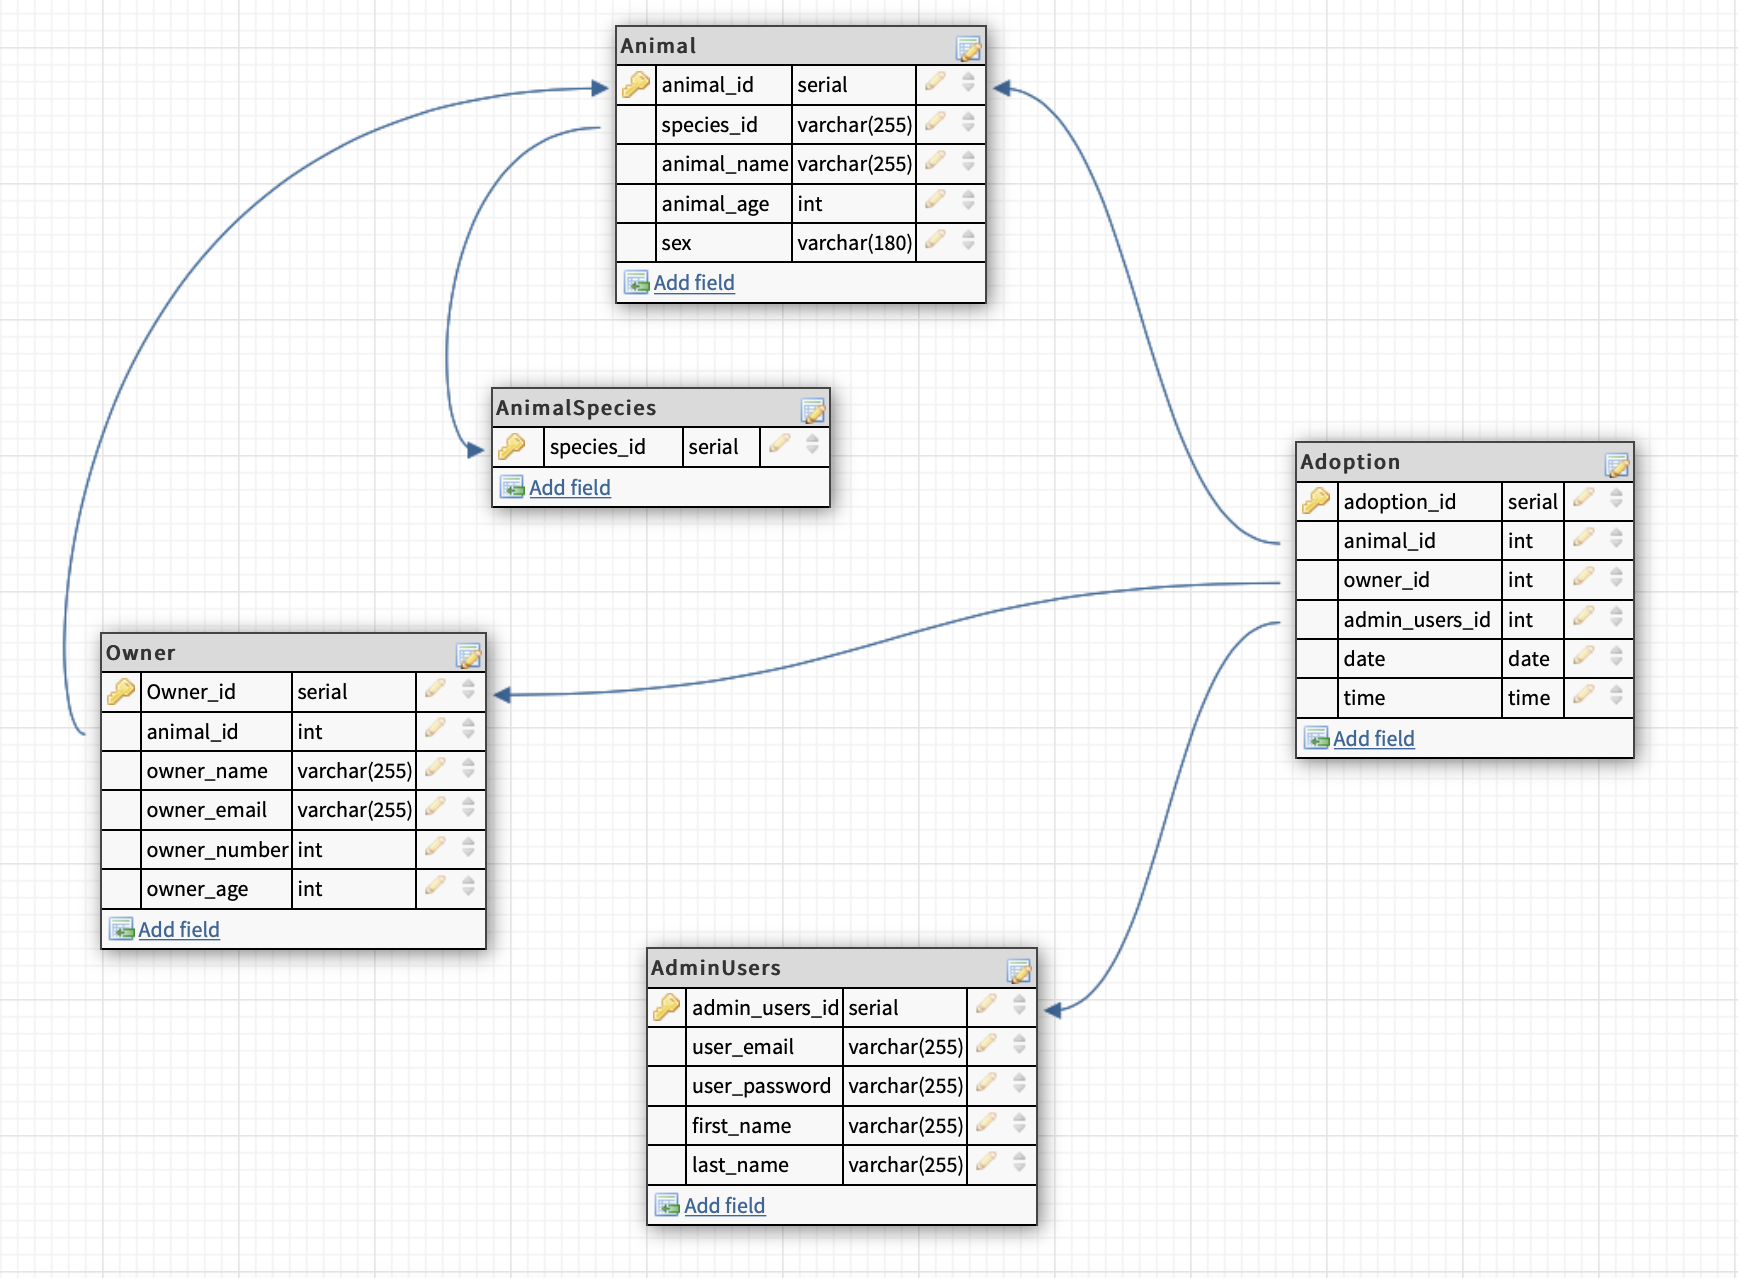 Animal
animal_id serial
species_id varchar(255)
animal_name varchar(255)
animal_age int
sex varchar(180)
Add field
AnimalSpecies
species_id serial
Add field
Adoption
adoption_id serial
animal_id int
owner_id int
admin_users_id int
date date
time time
Add field
Owner
Owner_id serial
animal_id int
owner_name varchar(255)
owner_email varchar(255)
owner_number int
owner_age int
Add field
AdminUsers
admin_users_id serial
user_email varchar(255)
user_password varchar(255)
first_name varchar(255)
last_name varchar(255)
Add field